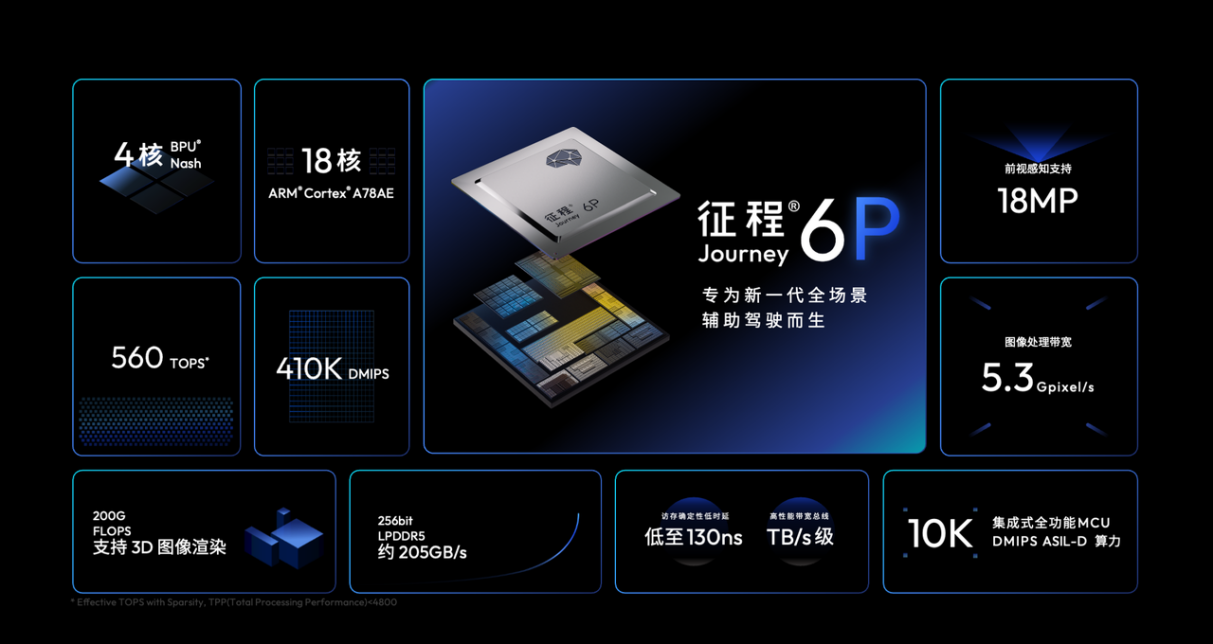 4核 BPU® Nash
18核
ARM®Cortex®A78AE
征程® Journey 6P
征程® Journey 6P
专为新一代全场景
辅助驾驶而生
前视感知支持
18MP
560 TOPS*
410K DMIPS
图像处理带宽
5.3 Gpixel/s
200G
FLOPS
支持 3D 图像渲染
256bit
LPDDR5
约 205GB/s
访存确定性低时延
低至130ns
高性能带宽总线
TB/s 级
10K
集成式全功能MCU
DMIPS ASIL-D 算力
* Effective TOPS with Sparsity, TPP(Total Processing Performance)<4800